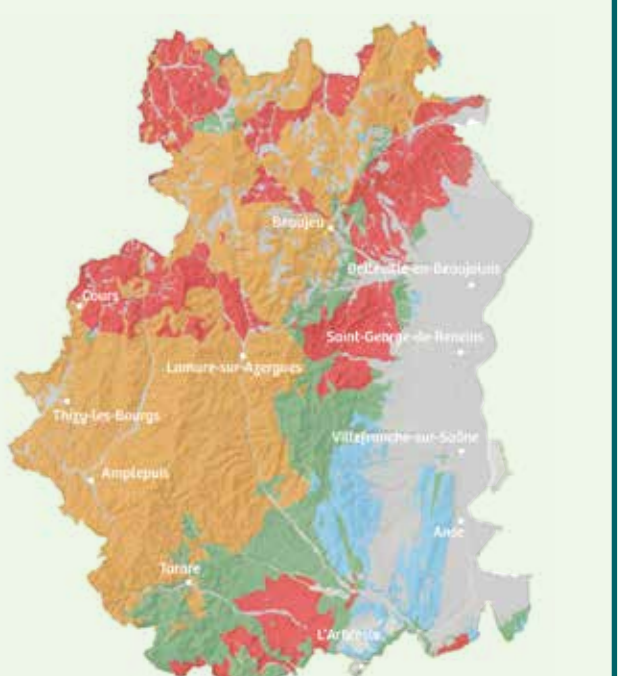 Beaujeu
Belleville-en-Beaujolais
Cours
Saint-George-de-Reneins
Lamure-sur-Azergues
Thizy-les-Bourgs
Villefranche-sur-Saône
Amplepuis
Anse
Tarare
L'Arbresle